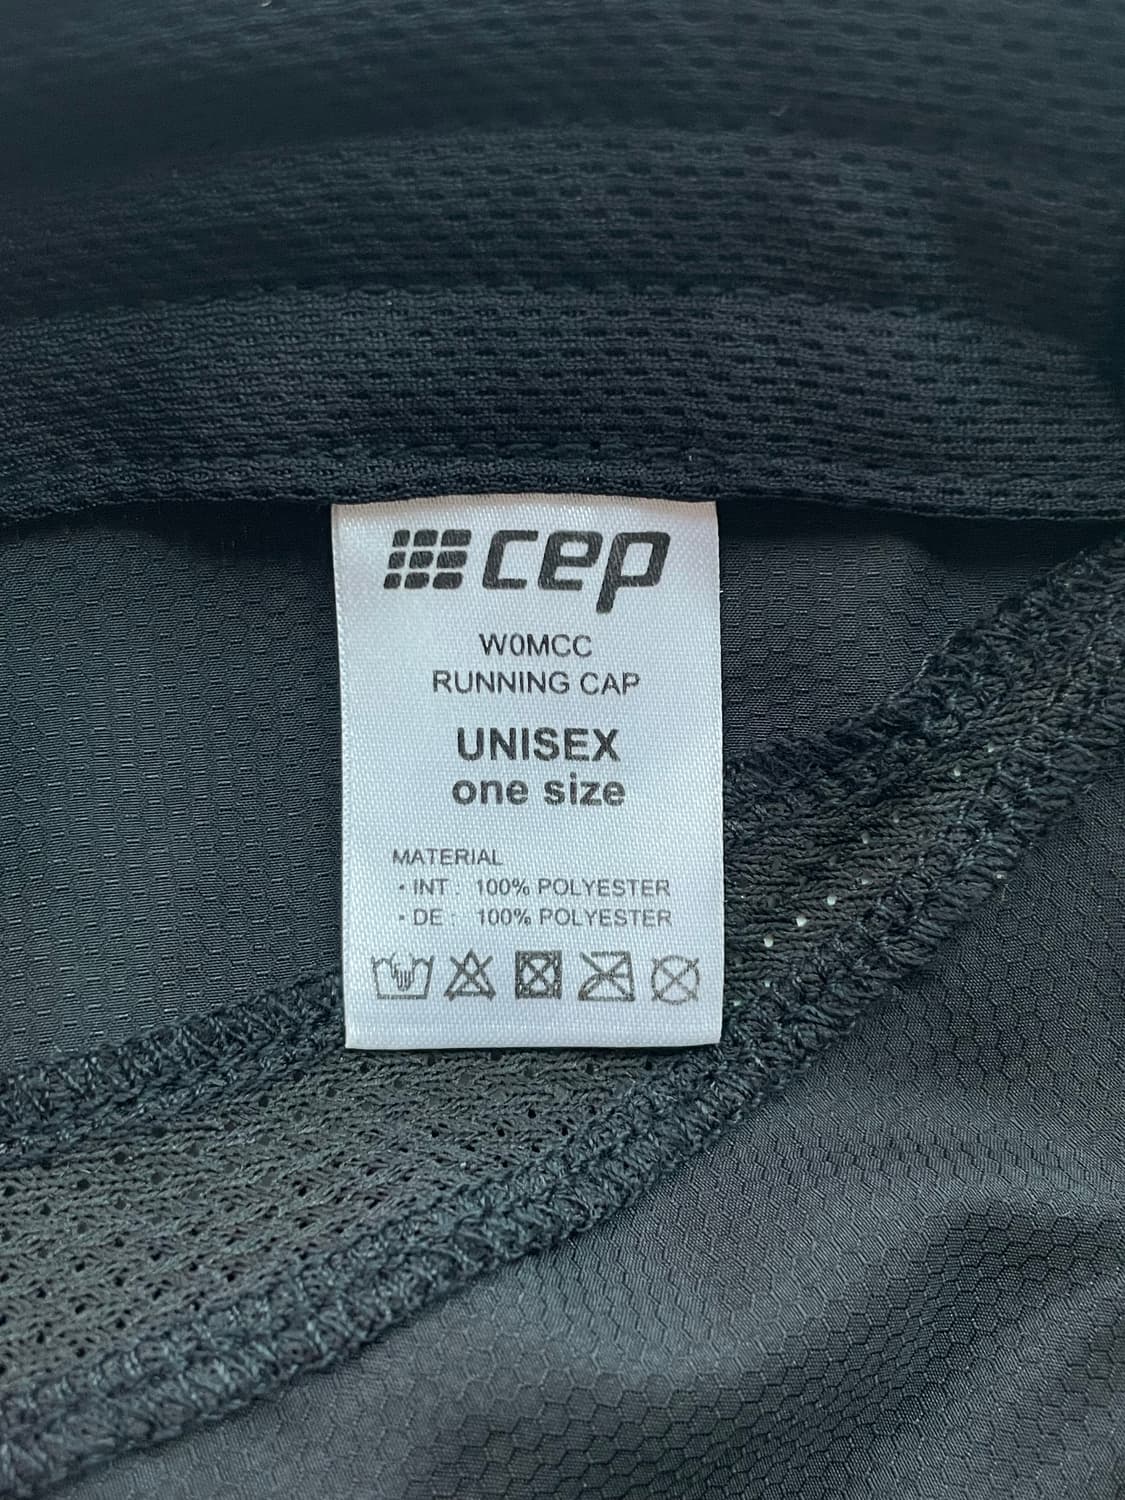 cep
W0MCC
RUNNING CAP
UNISEX
one size
MATERIAL
• INT : 100% POLYESTER
• DE : 100% POLYESTER